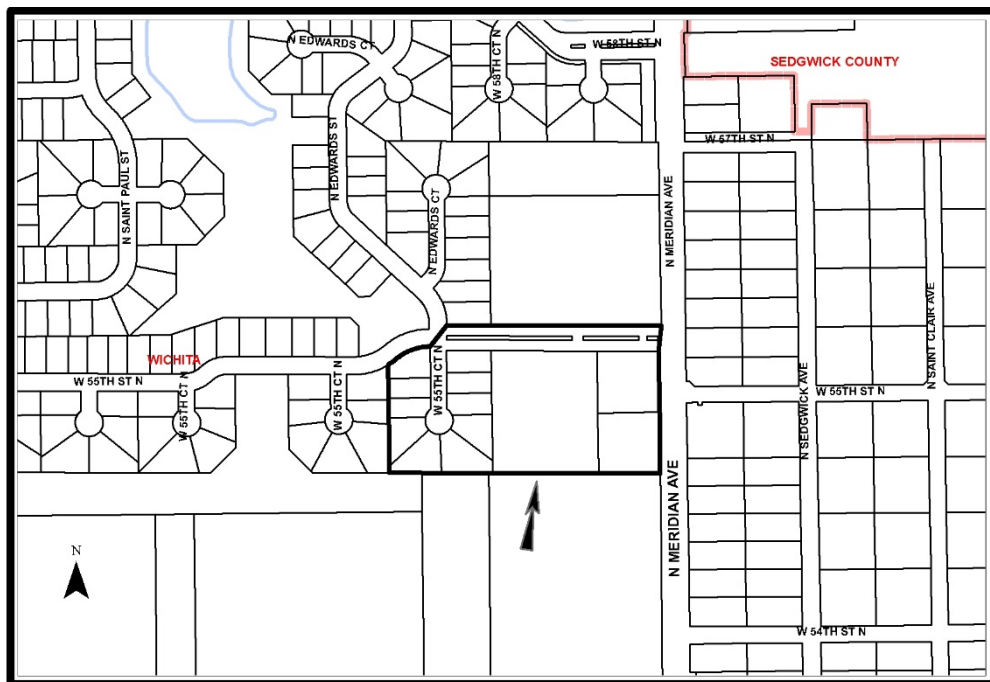 N EDWARDS CT
W 58TH CT N
W 58TH ST N
SEDGWICK COUNTY
W 57TH ST N
N SAINT PAUL ST
N EDWARDS ST
N EDWARDS CT
N MERIDIAN AVE
N SAINT CLAIR AVE
WICHITA
W 55TH ST N
W 55TH CT N
W 55TH CT N
W 55TH CT N
W 55TH ST N
N SEDGWICK AVE
N MERIDIAN AVE
N
W 54TH ST N